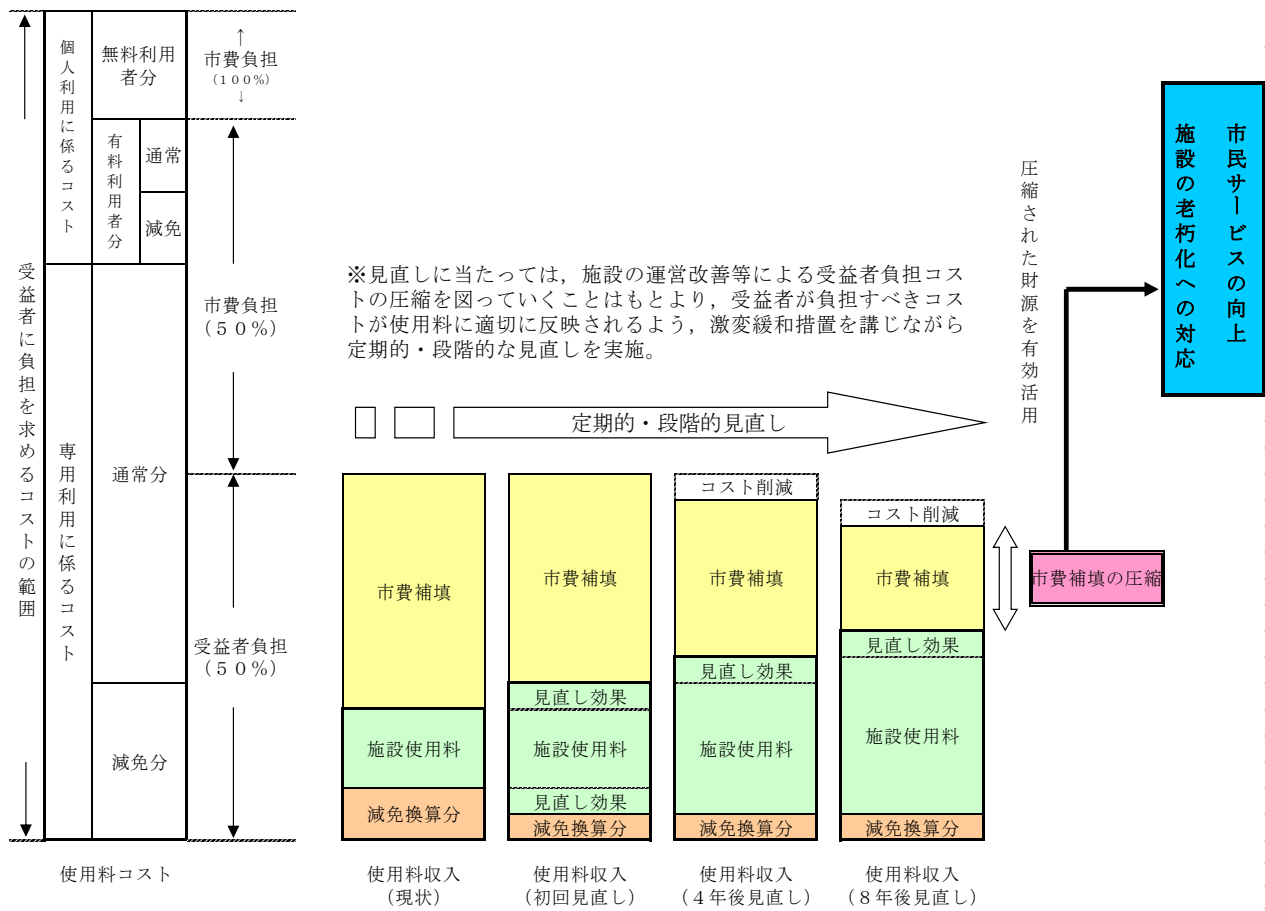 受益者に負担を求めるコストの範囲
個人利用に係るコスト
無料利用
者分
有料利用者分
通常
減免
専用利用に係るコスト
通常分
減免分
使用料コスト
↑
市費負担
(１００%)
↓
市費負担
(５０%)
受益者負担
(５０%)
※見直しに当たっては，施設の運営改善等による受益者負担コス
トの圧縮を図っていくことはもとより，受益者が負担すべきコス
トが使用料に適切に反映されるよう，激変緩和措置を講じながら
定期的・段階的な見直しを実施。
定期的・段階的見直し
市費補填
施設使用料
減免換算分
使用料収入
(現状)
市費補填
見直し効果
施設使用料
見直し効果
減免換算分
使用料収入
(初回見直し)
コスト削減
市費補填
見直し効果
施設使用料
減免換算分
使用料収入
(４年後見直し)
コスト削減
市費補填
見直し効果
施設使用料
減免換算分
使用料収入
(８年後見直し)
市費補填の圧縮
圧縮された財源を有効活用
市民サービスの向上
施設の老朽化への対応